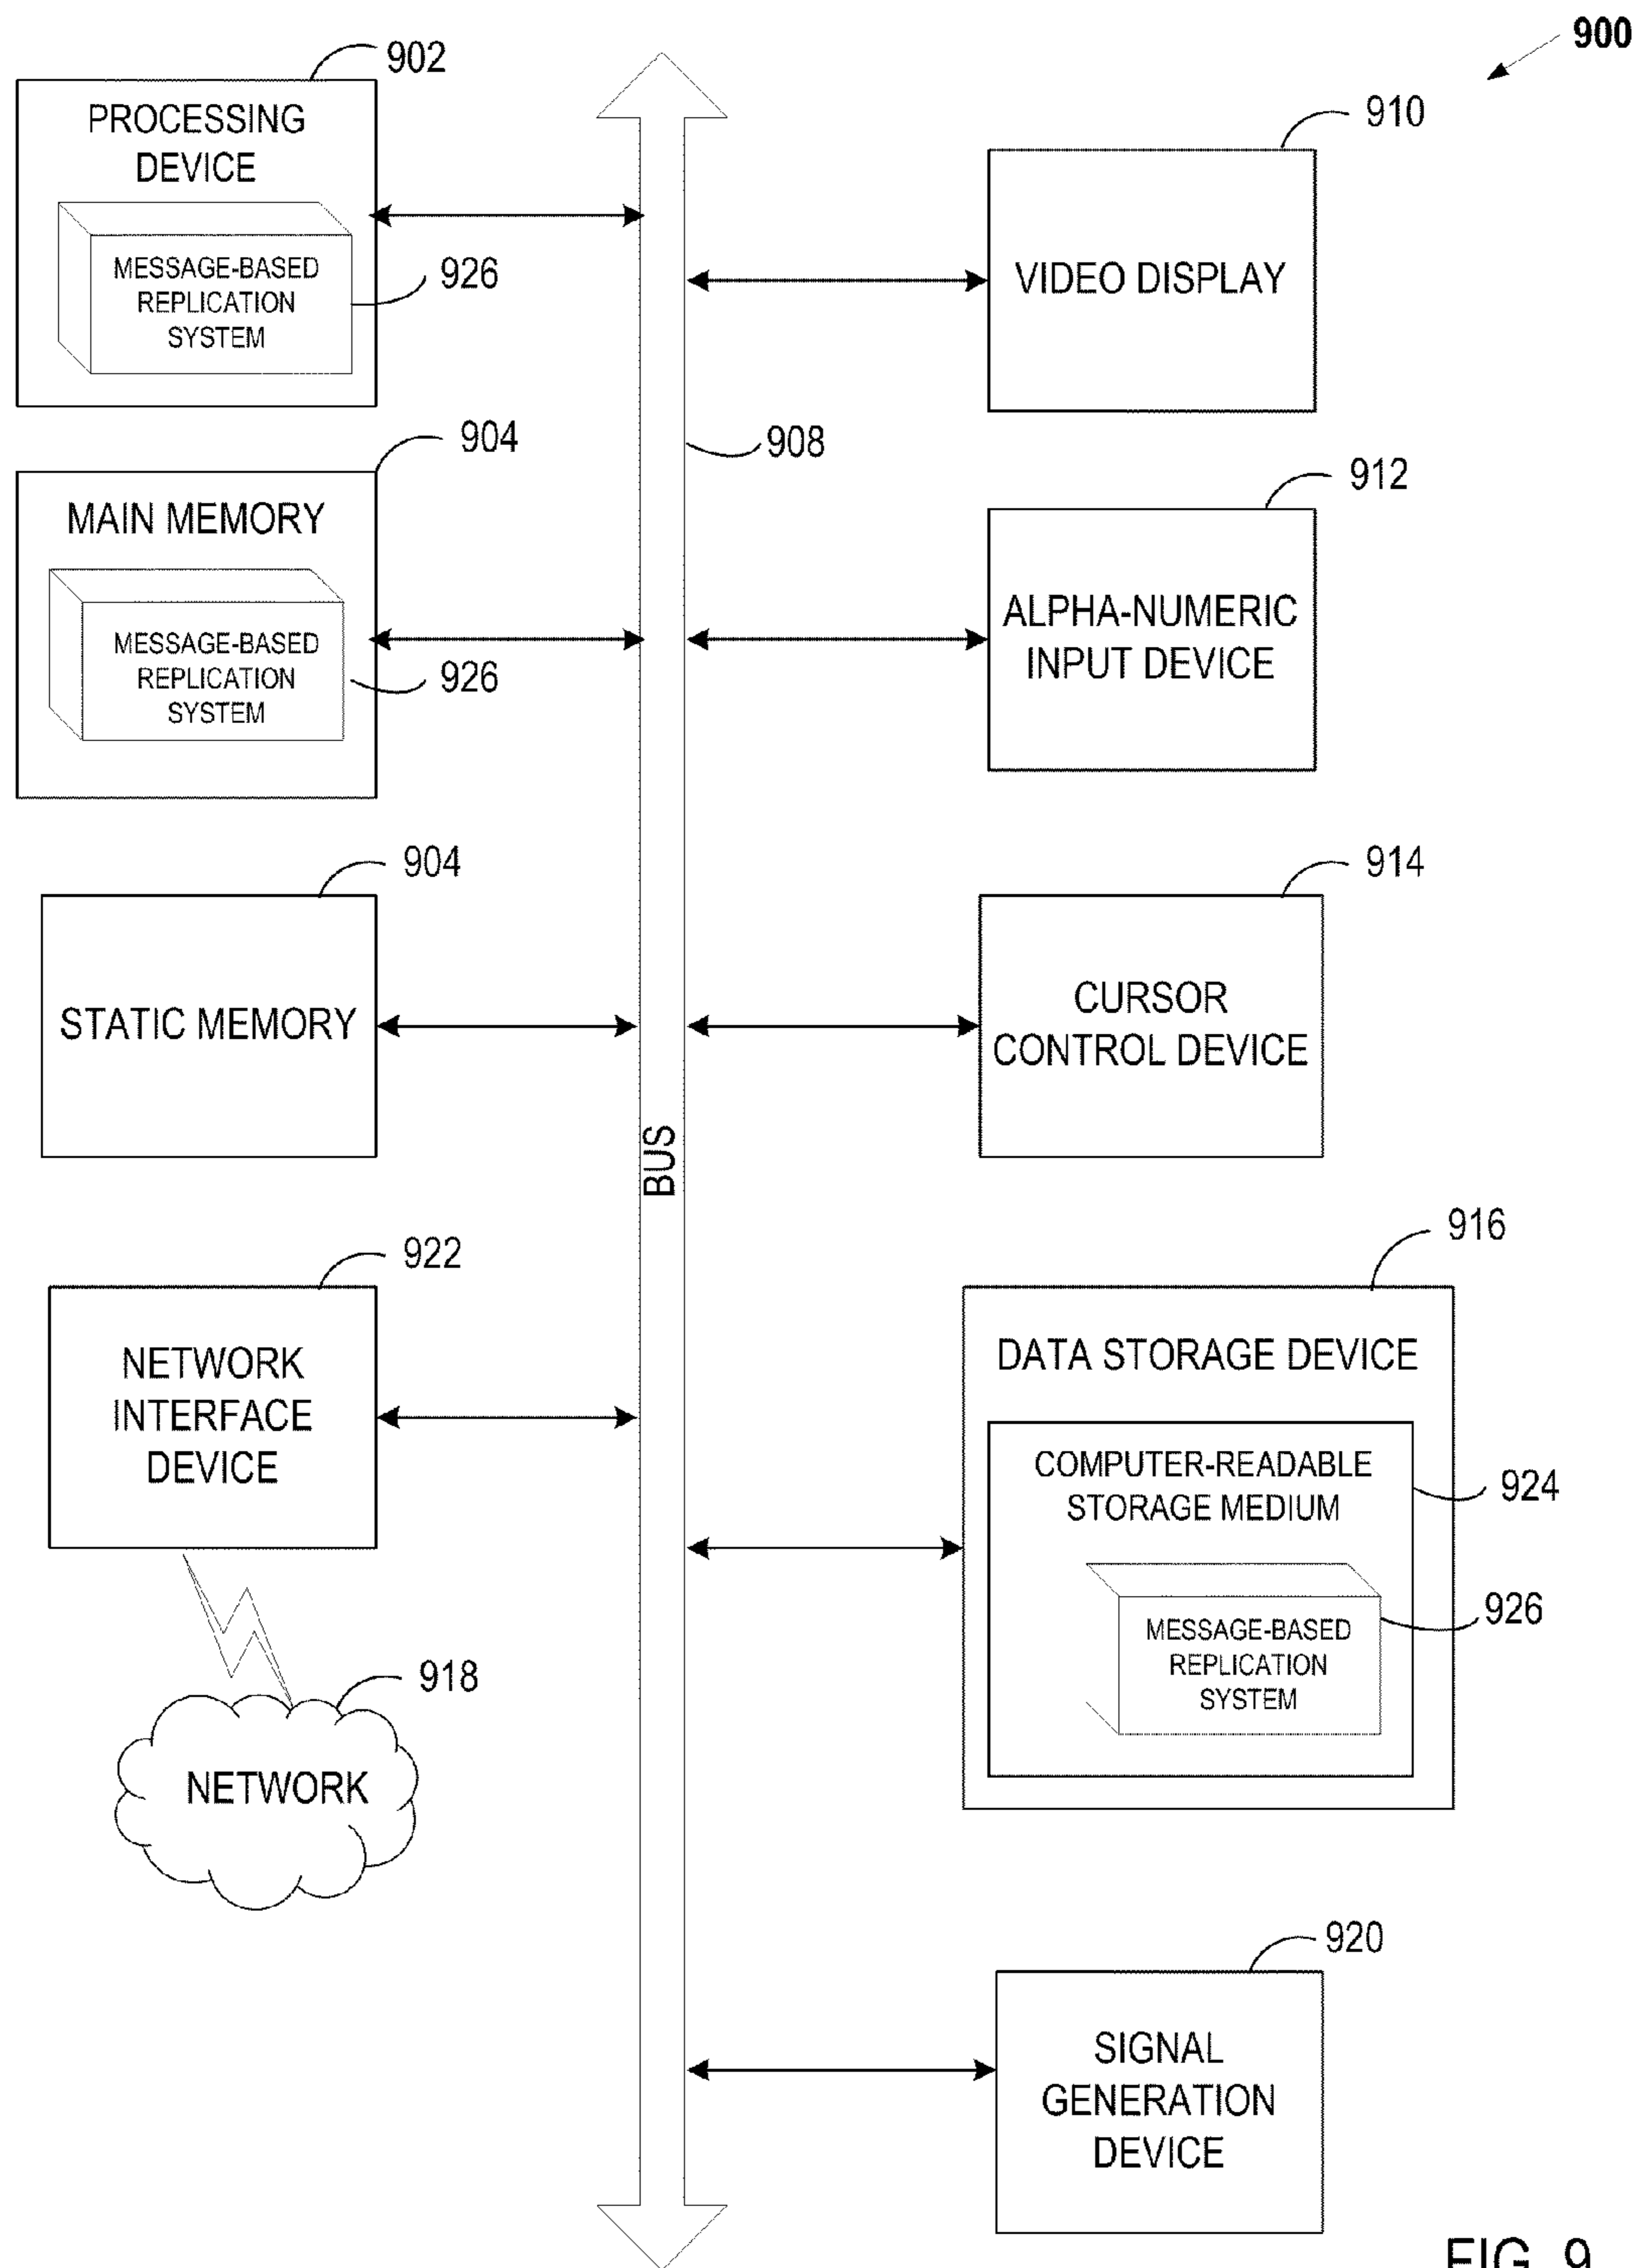 900
902
PROCESSING
DEVICE
MESSAGE-BASED
REPLICATION
SYSTEM
926
910
VIDEO DISPLAY
904
MAIN MEMORY
MESSAGE-BASED
REPLICATION
SYSTEM
926
908
912
ALPHA-NUMERIC
INPUT DEVICE
904
STATIC MEMORY
914
CURSOR
CONTROL DEVICE
BUS
922
NETWORK
INTERFACE
DEVICE
916
DATA STORAGE DEVICE
COMPUTER-READABLE
STORAGE MEDIUM
924
MESSAGE-BASED
REPLICATION
SYSTEM
926
918
NETWORK
920
SIGNAL
GENERATION
DEVICE
FIG. 9